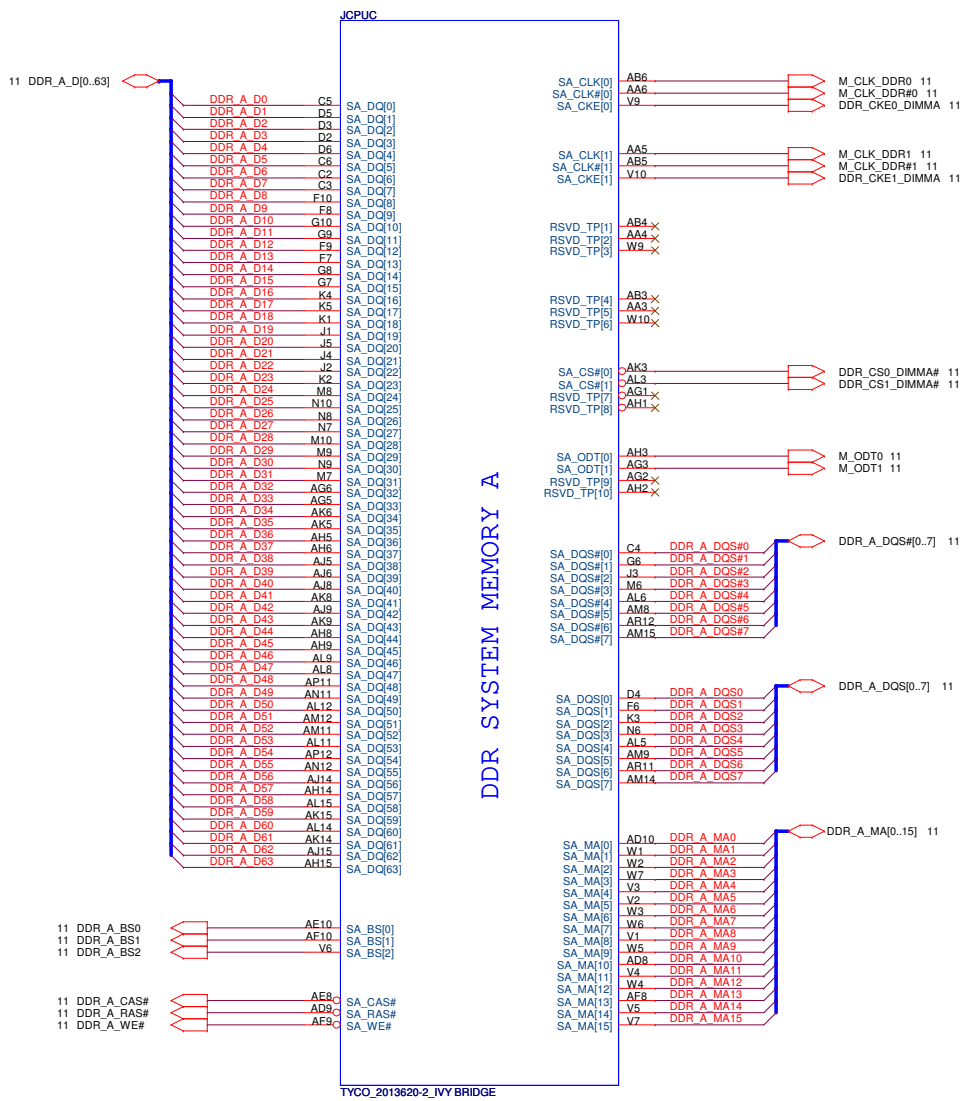 JCPUC
11 DDR_A_D[0..63]
DDR_A_D0 C5 SA_DQ[0]
DDR_A_D1 D5 SA_DQ[1]
DDR_A_D2 D3 SA_DQ[2]
DDR_A_D3 D2 SA_DQ[3]
DDR_A_D4 D6 SA_DQ[4]
DDR_A_D5 C6 SA_DQ[5]
DDR_A_D6 C2 SA_DQ[6]
DDR_A_D7 C3 SA_DQ[7]
DDR_A_D8 F10 SA_DQ[8]
DDR_A_D9 F8 SA_DQ[9]
DDR_A_D10 G10 SA_DQ[10]
DDR_A_D11 G9 SA_DQ[11]
DDR_A_D12 F9 SA_DQ[12]
DDR_A_D13 F7 SA_DQ[13]
DDR_A_D14 G8 SA_DQ[14]
DDR_A_D15 G7 SA_DQ[15]
DDR_A_D16 K4 SA_DQ[16]
DDR_A_D17 K5 SA_DQ[17]
DDR_A_D18 K1 SA_DQ[18]
DDR_A_D19 J1 SA_DQ[19]
DDR_A_D20 J5 SA_DQ[20]
DDR_A_D21 J4 SA_DQ[21]
DDR_A_D22 J2 SA_DQ[22]
DDR_A_D23 K2 SA_DQ[23]
DDR_A_D24 M8 SA_DQ[24]
DDR_A_D25 N10 SA_DQ[25]
DDR_A_D26 N8 SA_DQ[26]
DDR_A_D27 N7 SA_DQ[27]
DDR_A_D28 M10 SA_DQ[28]
DDR_A_D29 M9 SA_DQ[29]
DDR_A_D30 N9 SA_DQ[30]
DDR_A_D31 M7 SA_DQ[31]
DDR_A_D32 AG6 SA_DQ[32]
DDR_A_D33 AG5 SA_DQ[33]
DDR_A_D34 AK6 SA_DQ[34]
DDR_A_D35 AK5 SA_DQ[35]
DDR_A_D36 AH5 SA_DQ[36]
DDR_A_D37 AH6 SA_DQ[37]
DDR_A_D38 AJ5 SA_DQ[38]
DDR_A_D39 AJ6 SA_DQ[39]
DDR_A_D40 AJ8 SA_DQ[40]
DDR_A_D41 AK8 SA_DQ[41]
DDR_A_D42 AJ9 SA_DQ[42]
DDR_A_D43 AK9 SA_DQ[43]
DDR_A_D44 AH8 SA_DQ[44]
DDR_A_D45 AH9 SA_DQ[45]
DDR_A_D46 AL9 SA_DQ[46]
DDR_A_D47 AL8 SA_DQ[47]
DDR_A_D48 AP11 SA_DQ[48]
DDR_A_D49 AN11 SA_DQ[49]
DDR_A_D50 AL12 SA_DQ[50]
DDR_A_D51 AM12 SA_DQ[51]
DDR_A_D52 AM11 SA_DQ[52]
DDR_A_D53 AL11 SA_DQ[53]
DDR_A_D54 AP12 SA_DQ[54]
DDR_A_D55 AN12 SA_DQ[55]
DDR_A_D56 AJ14 SA_DQ[56]
DDR_A_D57 AH14 SA_DQ[57]
DDR_A_D58 AL15 SA_DQ[58]
DDR_A_D59 AK15 SA_DQ[59]
DDR_A_D60 AL14 SA_DQ[60]
DDR_A_D61 AK14 SA_DQ[61]
DDR_A_D62 AJ15 SA_DQ[62]
DDR_A_D63 AH15 SA_DQ[63]
11 DDR_A_BS0 AE10 SA_BS[0]
11 DDR_A_BS1 AF10 SA_BS[1]
11 DDR_A_BS2 V6 SA_BS[2]
11 DDR_A_CAS# AE8 SA_CAS#
11 DDR_A_RAS# AD9 SA_RAS#
11 DDR_A_WE# AF9 SA_WE#
DDR SYSTEM MEMORY A
SA_CLK[0] AB6 M_CLK_DDR0 11
SA_CLK#[0] AA6 M_CLK_DDR#0 11
SA_CKE[0] V9 DDR_CKE0_DIMMA 11
SA_CLK[1] AA5 M_CLK_DDR1 11
SA_CLK#[1] AB5 M_CLK_DDR#1 11
SA_CKE[1] V10 DDR_CKE1_DIMMA 11
RSVD_TP[1] AB4
RSVD_TP[2] AA4
RSVD_TP[3] W9
RSVD_TP[4] AB3
RSVD_TP[5] AA3
RSVD_TP[6] W10
SA_CS#[0] AK3 DDR_CS0_DIMMA# 11
SA_CS#[1] AL3 DDR_CS1_DIMMA# 11
RSVD_TP[7] AG1
RSVD_TP[8] AH1
SA_ODT[0] AH3 M_ODT0 11
SA_ODT[1] AG3 M_ODT1 11
RSVD_TP[9] AG2
RSVD_TP[10] AH2
DDR_A_DQS#[0..7] 11
SA_DQS#[0] C4 DDR_A_DQS#0
SA_DQS#[1] G6 DDR_A_DQS#1
SA_DQS#[2] J3 DDR_A_DQS#2
SA_DQS#[3] M6 DDR_A_DQS#3
SA_DQS#[4] AL6 DDR_A_DQS#4
SA_DQS#[5] AM8 DDR_A_DQS#5
SA_DQS#[6] AR12 DDR_A_DQS#6
SA_DQS#[7] AM15 DDR_A_DQS#7
DDR_A_DQS[0..7] 11
SA_DQS[0] D4 DDR_A_DQS0
SA_DQS[1] F6 DDR_A_DQS1
SA_DQS[2] K3 DDR_A_DQS2
SA_DQS[3] N6 DDR_A_DQS3
SA_DQS[4] AL5 DDR_A_DQS4
SA_DQS[5] AM9 DDR_A_DQS5
SA_DQS[6] AR11 DDR_A_DQS6
SA_DQS[7] AM14 DDR_A_DQS7
DDR_A_MA[0..15] 11
SA_MA[0] AD10 DDR_A_MA0
SA_MA[1] W1 DDR_A_MA1
SA_MA[2] W2 DDR_A_MA2
SA_MA[3] W7 DDR_A_MA3
SA_MA[4] V3 DDR_A_MA4
SA_MA[5] V2 DDR_A_MA5
SA_MA[6] W3 DDR_A_MA6
SA_MA[7] W6 DDR_A_MA7
SA_MA[8] V1 DDR_A_MA8
SA_MA[9] W5 DDR_A_MA9
SA_MA[10] AD8 DDR_A_MA10
SA_MA[11] V4 DDR_A_MA11
SA_MA[12] W4 DDR_A_MA12
SA_MA[13] AF8 DDR_A_MA13
SA_MA[14] V5 DDR_A_MA14
SA_MA[15] V7 DDR_A_MA15
TYCO_2013620-2_IVY BRIDGE